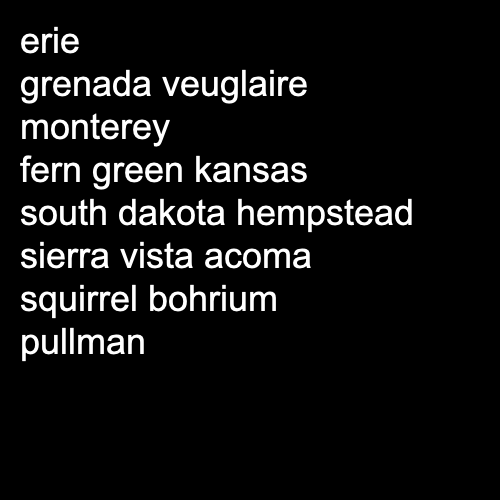 erie
grenada veuglaire
monterey
fern green kansas
south dakota hempstead
sierra vista acoma
squirrel bohrium
pullman